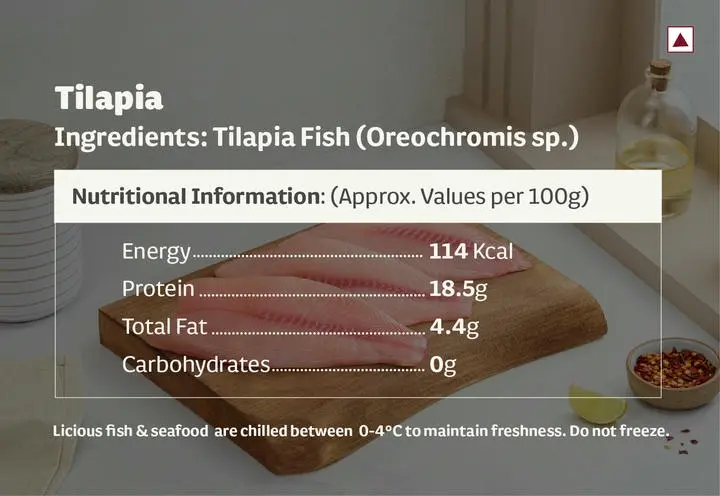 Tilapia
Ingredients: Tilapia Fish (Oreochromis sp.)
Nutritional Information: (Approx. Values per 100g)
Energy........................................................ 114 Kcal
Protein ....................................................... 18.5g
Total Fat .................................................... 4.4g
Carbohydrates..................................... 0g
Licious fish & seafood are chilled between 0-4°C to maintain freshness. Do not freeze.